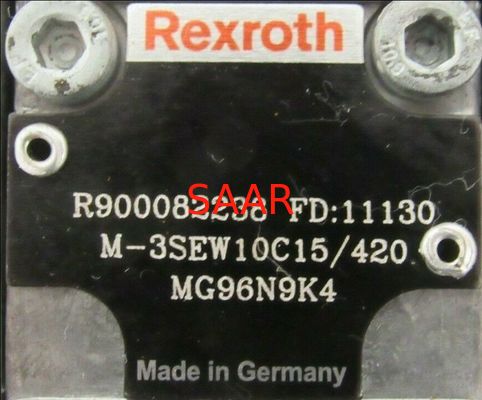 Rexroth
SAAR
FD:11130
M-3SEW10C15/420
MG96N9K4
Made in Germany